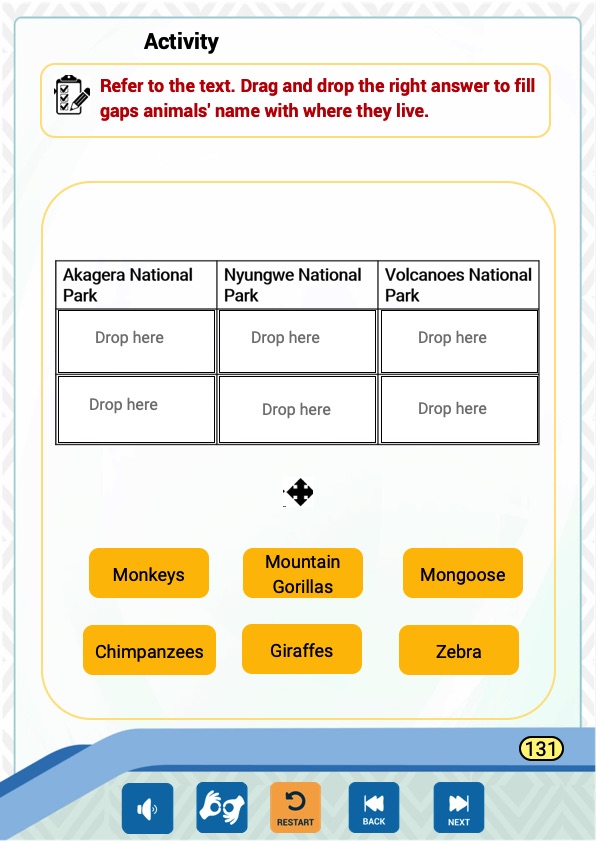 Activity
Refer to the text. Drag and drop the right answer to fill
gaps animals' name with where they live.
Akagera National
Park
Nyungwe National
Park
Volcanoes National
Park
Drop here
Drop here
Drop here
Drop here
Drop here
Drop here
Monkeys
Mountain
Gorillas
Mongoose
Chimpanzees
Giraffes
Zebra
131
RESTART
BACK
NEXT